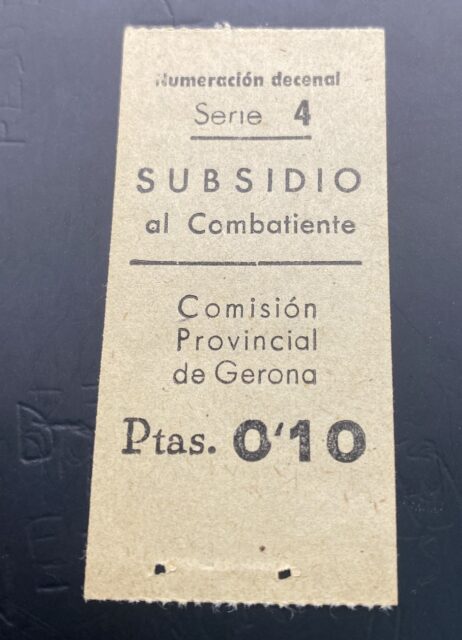 Numeración decenal
Serie 4
SUBSIDIO
al Combatiente
Comisión
Provincial
de Gerona
Ptas. 0'10